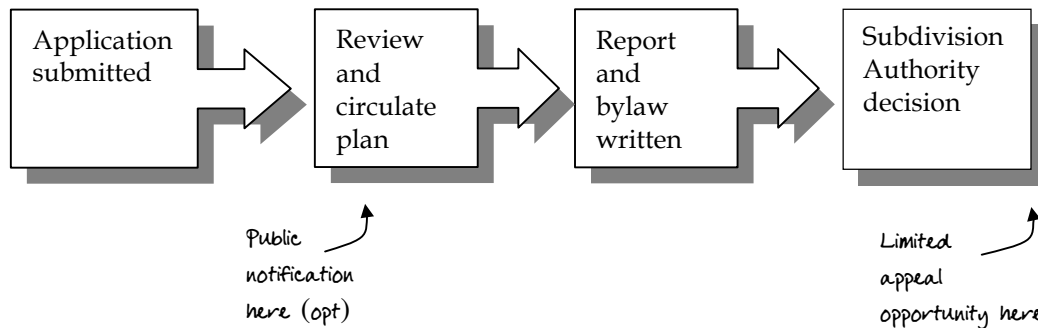 Application
submitted
Review
and
circulate
plan
Report
and
bylaw
written
Subdivision
Authority
decision
Public
notification
here (opt)
Limited
appeal
opportunity here